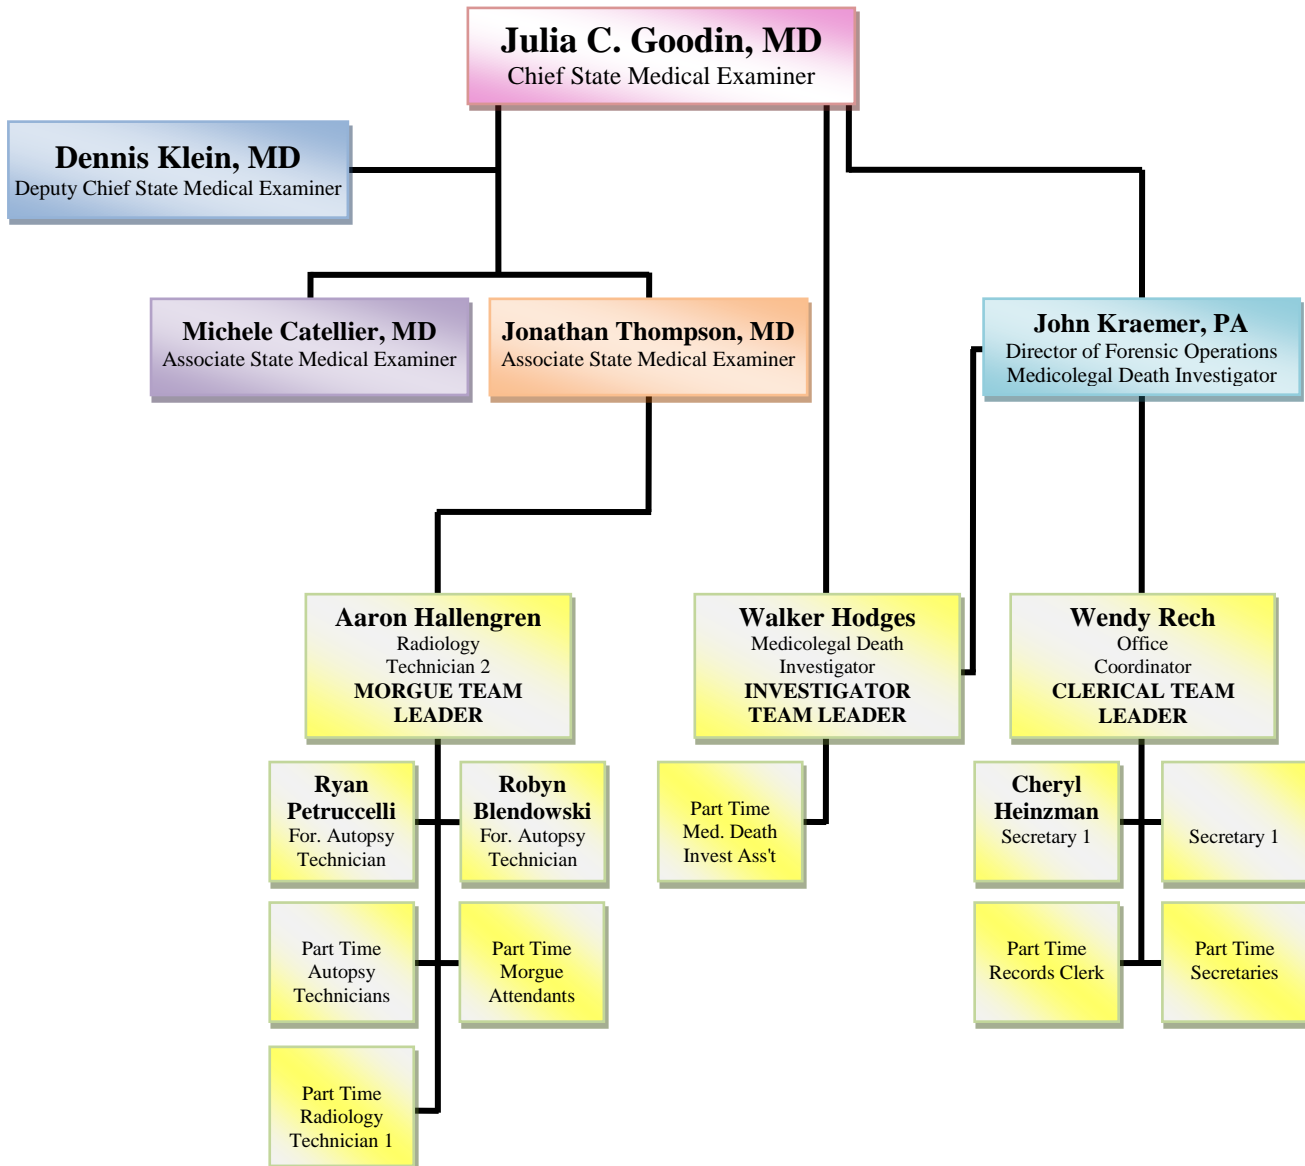 Julia C. Goodin, MD
Chief State Medical Examiner
Dennis Klein, MD
Deputy Chief State Medical Examiner
Michele Catellier, MD
Associate State Medical Examiner
Jonathan Thompson, MD
Associate State Medical Examiner
John Kraemer, PA
Director of Forensic Operations
Medicolegal Death Investigator
Aaron Hallengren
Radiology
Technician 2
MORGUE TEAM
LEADER
Walker Hodges
Medicolegal Death
Investigator
INVESTIGATOR
TEAM LEADER
Wendy Rech
Office
Coordinator
CLERICAL TEAM
LEADER
Ryan
Petruccelli
For. Autopsy
Technician
Robyn
Blendowski
For. Autopsy
Technician
Part Time
Med. Death
Invest Ass't
Cheryl
Heinzman
Secretary 1
Secretary 1
Part Time
Autopsy
Technicians
Part Time
Morgue
Attendants
Part Time
Records Clerk
Part Time
Secretaries
Part Time
Radiology
Technician 1